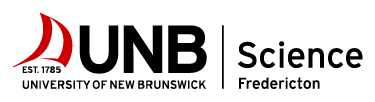 UNB
EST. 1785
UNIVERSITY OF NEW BRUNSWICK
Science
Fredericton